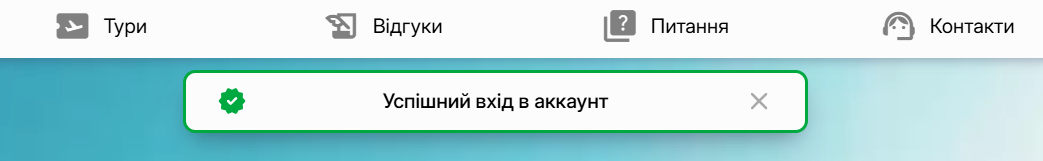 Тури Відгуки Питання Контакти
Успішний вхід в аккаунт